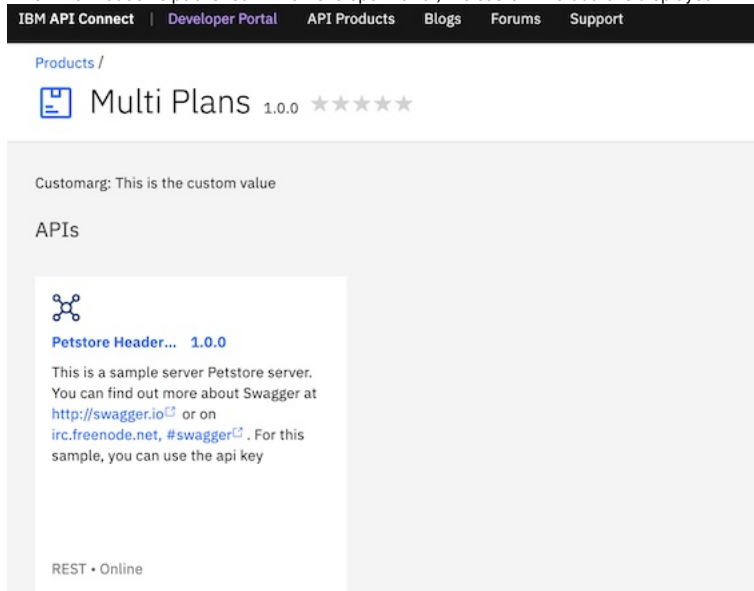 IBM API Connect | Developer Portal API Products Blogs Forums Support
Products /
Multi Plans 1.0.0
Customarg: This is the custom value
APIs
Petstore Header... 1.0.0
This is a sample server Petstore server.
You can find out more about Swagger at
http://swagger.io or on
irc.freenode.net, #swagger . For this
sample, you can use the api key
REST • Online